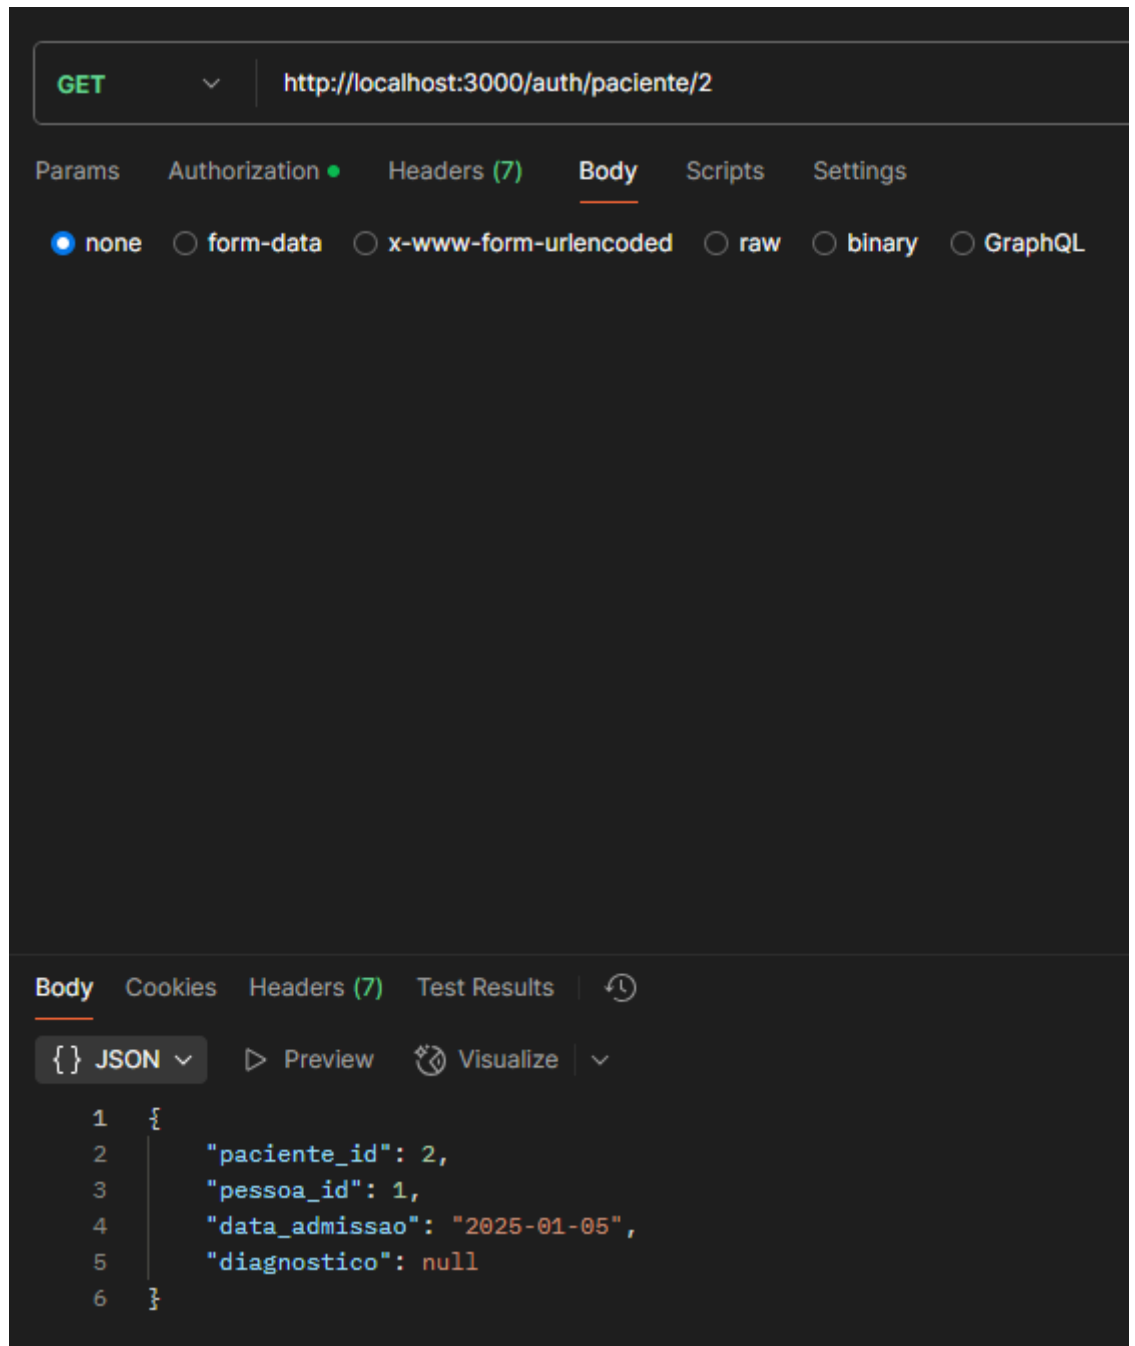 GET http://localhost:3000/auth/paciente/2
Params Authorization Headers (7) Body Scripts Settings
none form-data x-www-form-urlencoded raw binary GraphQL
Body Cookies Headers (7) Test Results
{} JSON Preview Visualize
1 {
2 "paciente_id": 2,
3 "pessoa_id": 1,
4 "data_admissao": "2025-01-05",
5 "diagnostico": null
6 }